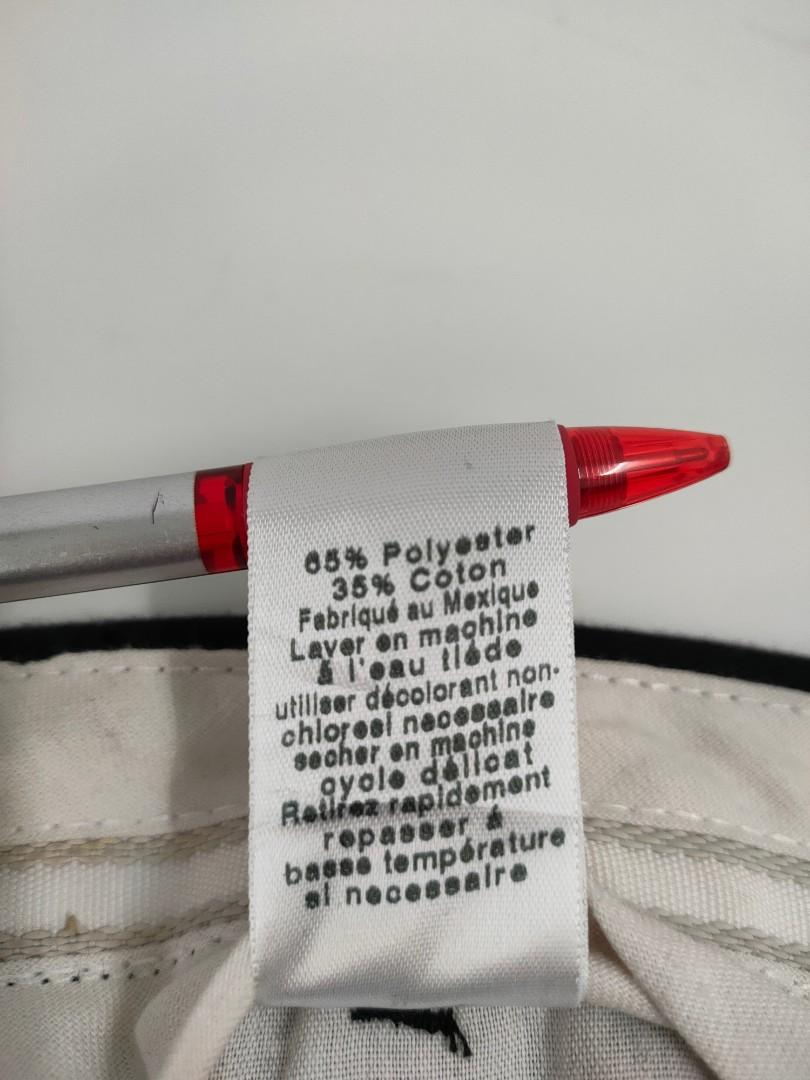 65% Polyester
35% Coton
Fabriqué au Mexique
Laver en machine
à l'eau tiède
utiliser décolorant non-
chloresi necessaire
secher en machine
cycle délicat
Retirez rapidement
repasser à
basse température
si necessaire